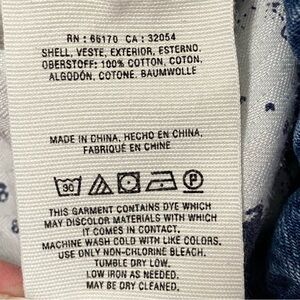 RN : 66170 CA : 32054
SHELL, VESTE, EXTERIOR, ESTERNO.
OBERSTOFF: 100% COTTON, COTON.
ALGODÓN, COTONE. BAUMWOLLE
MADE IN CHINA, HECHO EN CHINA,
FABRIQUÉ EN CHINE
30 P
THIS GARMENT CONTAINS DYE WHICH
MAY DISCOLOR MATERIALS WITH WHICH
IT COMES IN CONTACT.
MACHINE WASH COLD WITH LIKE COLORS.
USE ONLY NON-CHLORINE BLEACH.
TUMBLE DRY LOW.
LOW IRON AS NEEDED.
MAY BE DRY CLEANED.